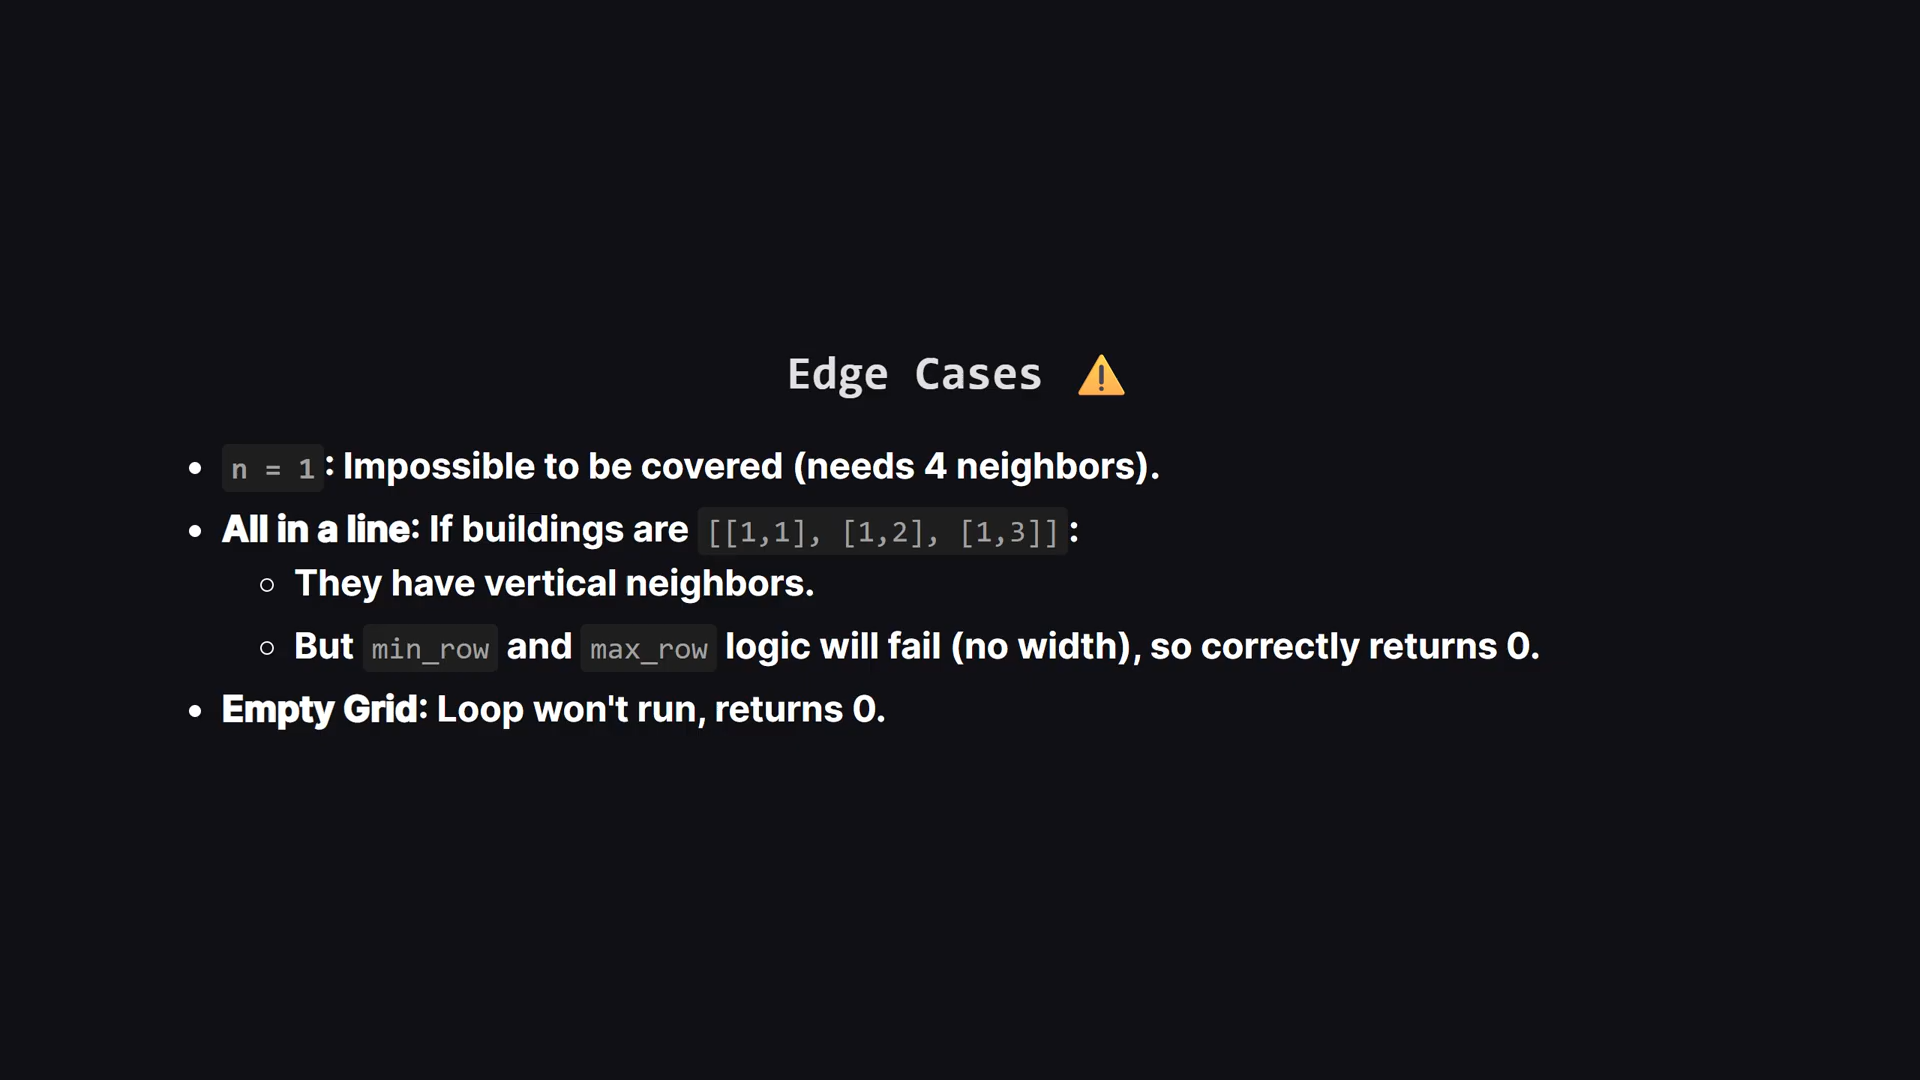 Edge Cases ⚠️
• n = 1: Impossible to be covered (needs 4 neighbors).
• All in a line: If buildings are [[1,1], [1,2], [1,3]]:
◦ They have vertical neighbors.
◦ But min_row and max_row logic will fail (no width), so correctly returns 0.
• Empty Grid: Loop won't run, returns 0.